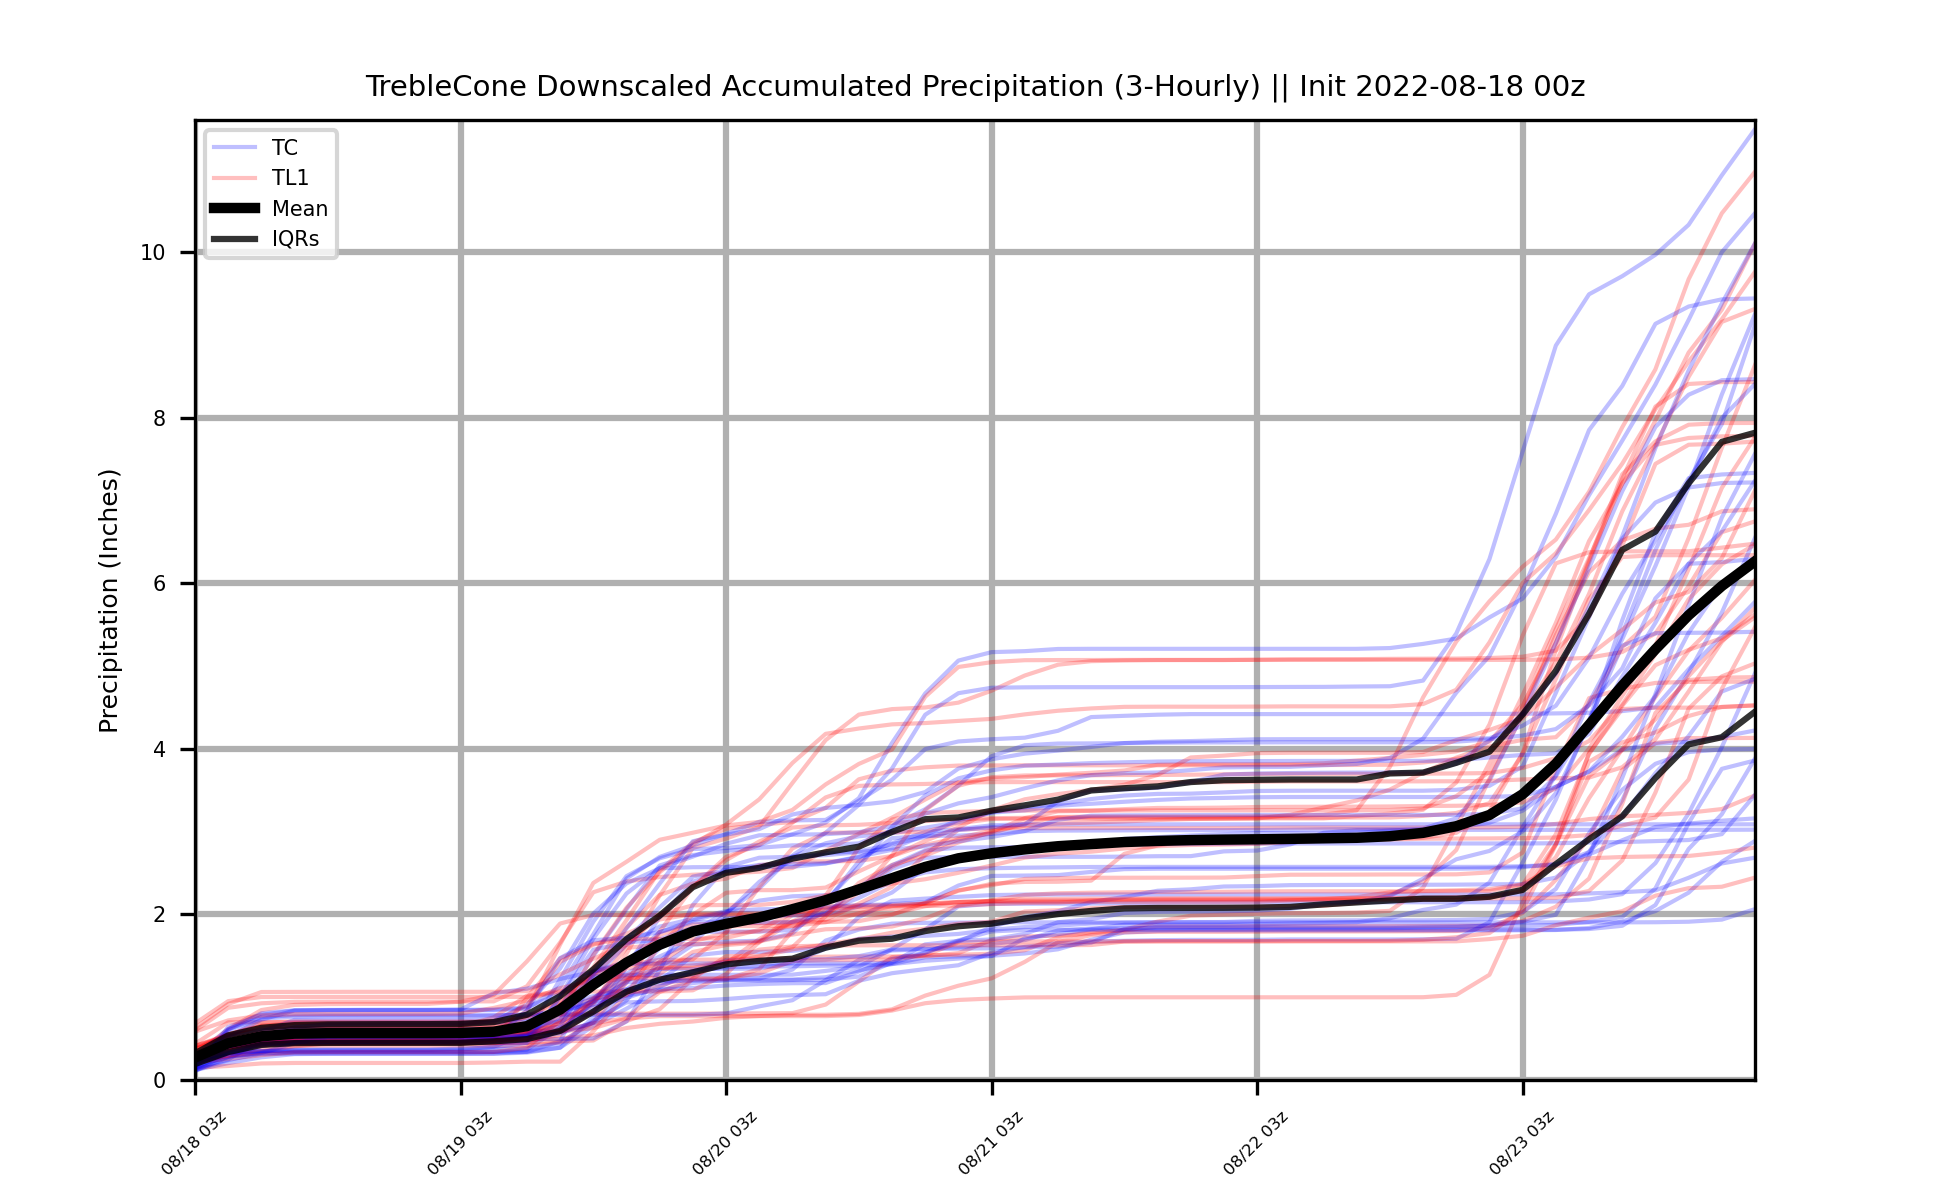 TrebleCone Downscaled Accumulated Precipitation (3-Hourly) || Init 2022-08-18 00z
TC
TL1
Mean
IQRs
Precipitation (Inches)
10
8
6
4
2
0
08/18 03z
08/19 03z
08/20 03z
08/21 03z
08/22 03z
08/23 03z